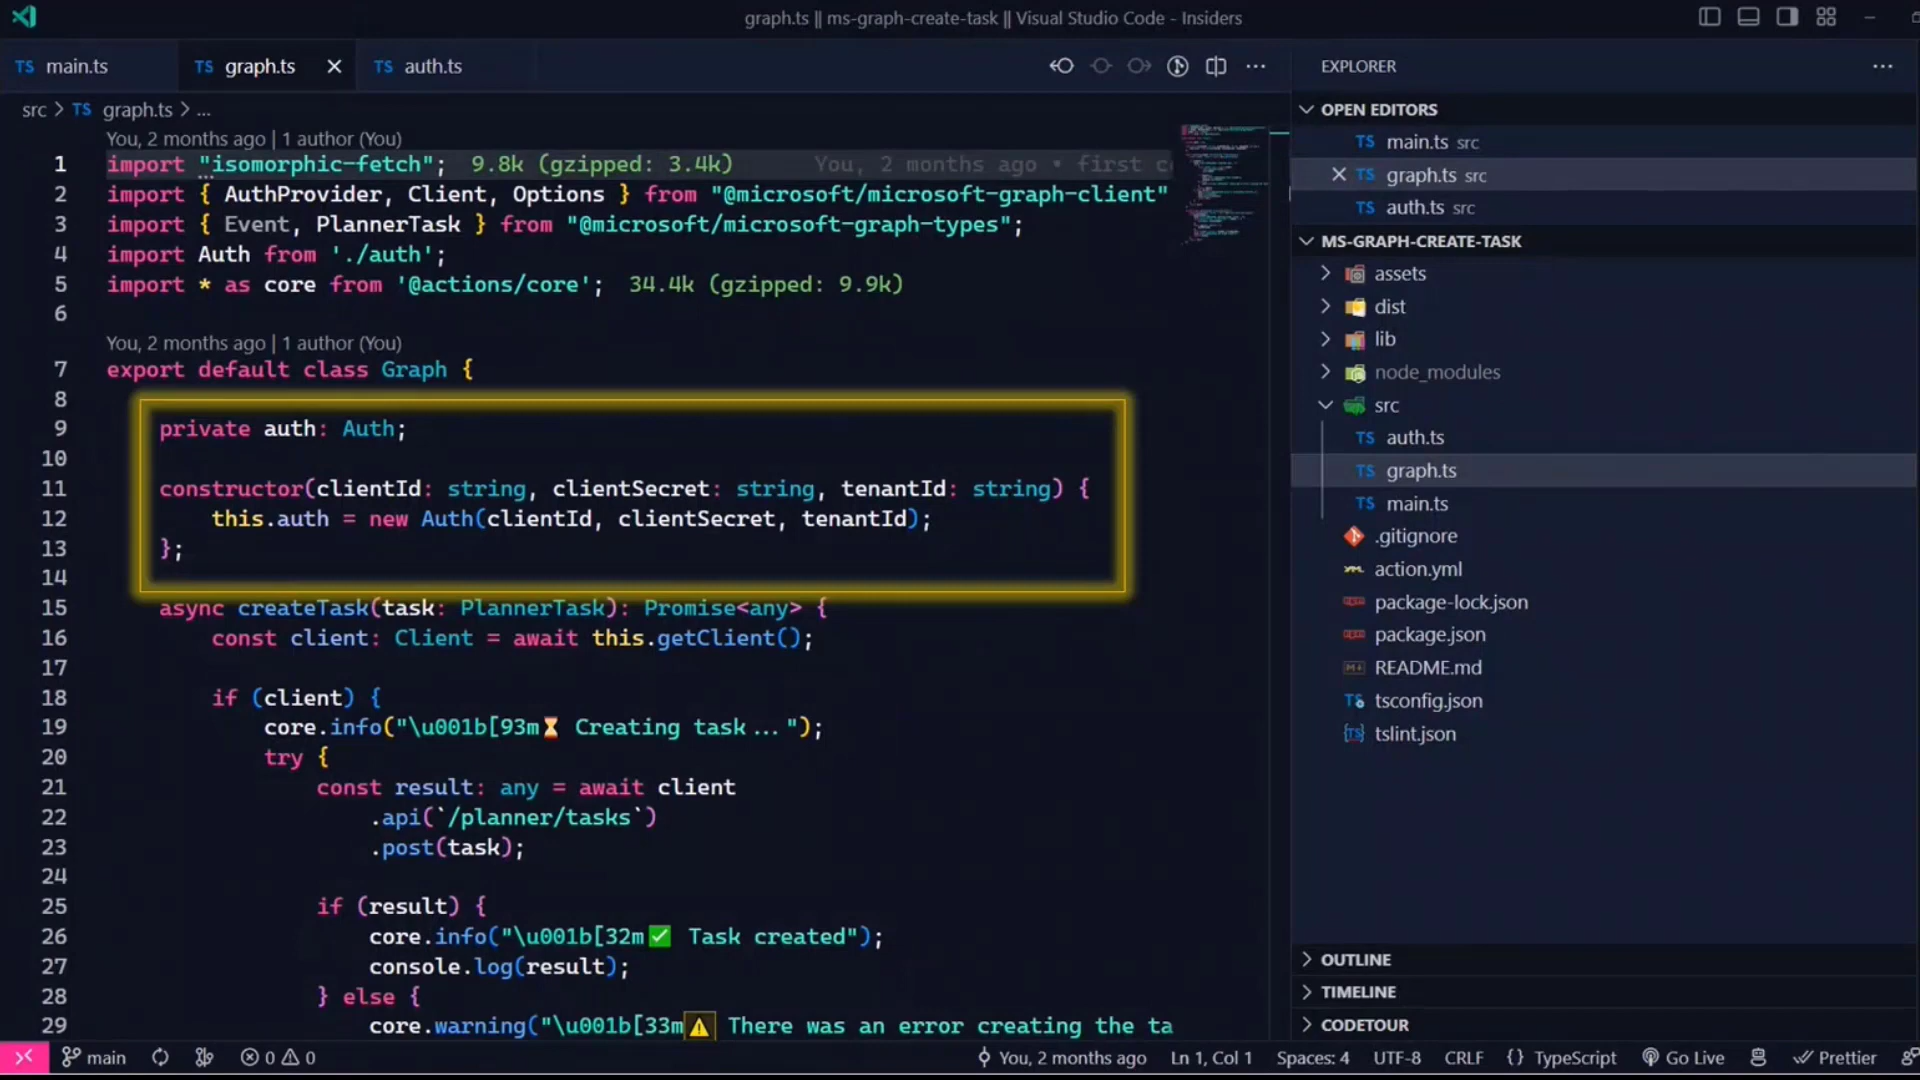 graph.ts || ms-graph-create-task || Visual Studio Code - Insiders
TS main.ts
TS graph.ts
TS auth.ts
src > TS graph.ts > ...
You, 2 months ago | 1 author (You)
1 import "isomorphic-fetch"; 9.8k (gzipped: 3.4k) You, 2 months ago • first c
2 import { AuthProvider, Client, Options } from "@microsoft/microsoft-graph-client"
3 import { Event, PlannerTask } from "@microsoft/microsoft-graph-types";
4 import Auth from './auth';
5 import * as core from '@actions/core'; 34.4k (gzipped: 9.9k)
6
You, 2 months ago | 1 author (You)
7 export default class Graph {
8
9 private auth: Auth;
10
11 constructor(clientId: string, clientSecret: string, tenantId: string) {
12 this.auth = new Auth(clientId, clientSecret, tenantId);
13 };
14
15 async createTask(task: PlannerTask): Promise<any> {
16 const client: Client = await this.getClient();
17
18 if (client) {
19 core.info("\u001b[93m⌛ Creating task...");
20 try {
21 const result: any = await client
22 .api(`/planner/tasks`)
23 .post(task);
24
25 if (result) {
26 core.info("\u001b[32m✅ Task created");
27 console.log(result);
28 } else {
29 core.warning("\u001b[33m⚠ There was an error creating the ta
EXPLORER
OPEN EDITORS
TS main.ts src
TS graph.ts src
TS auth.ts src
MS-GRAPH-CREATE-TASK
assets
dist
lib
node_modules
src
TS auth.ts
TS graph.ts
TS main.ts
.gitignore
action.yml
package-lock.json
package.json
README.md
tsconfig.json
tslint.json
OUTLINE
TIMELINE
CODETOUR
main
0 0
You, 2 months ago
Ln 1, Col 1
Spaces: 4
UTF-8
CRLF
{} TypeScript
Go Live
Prettier